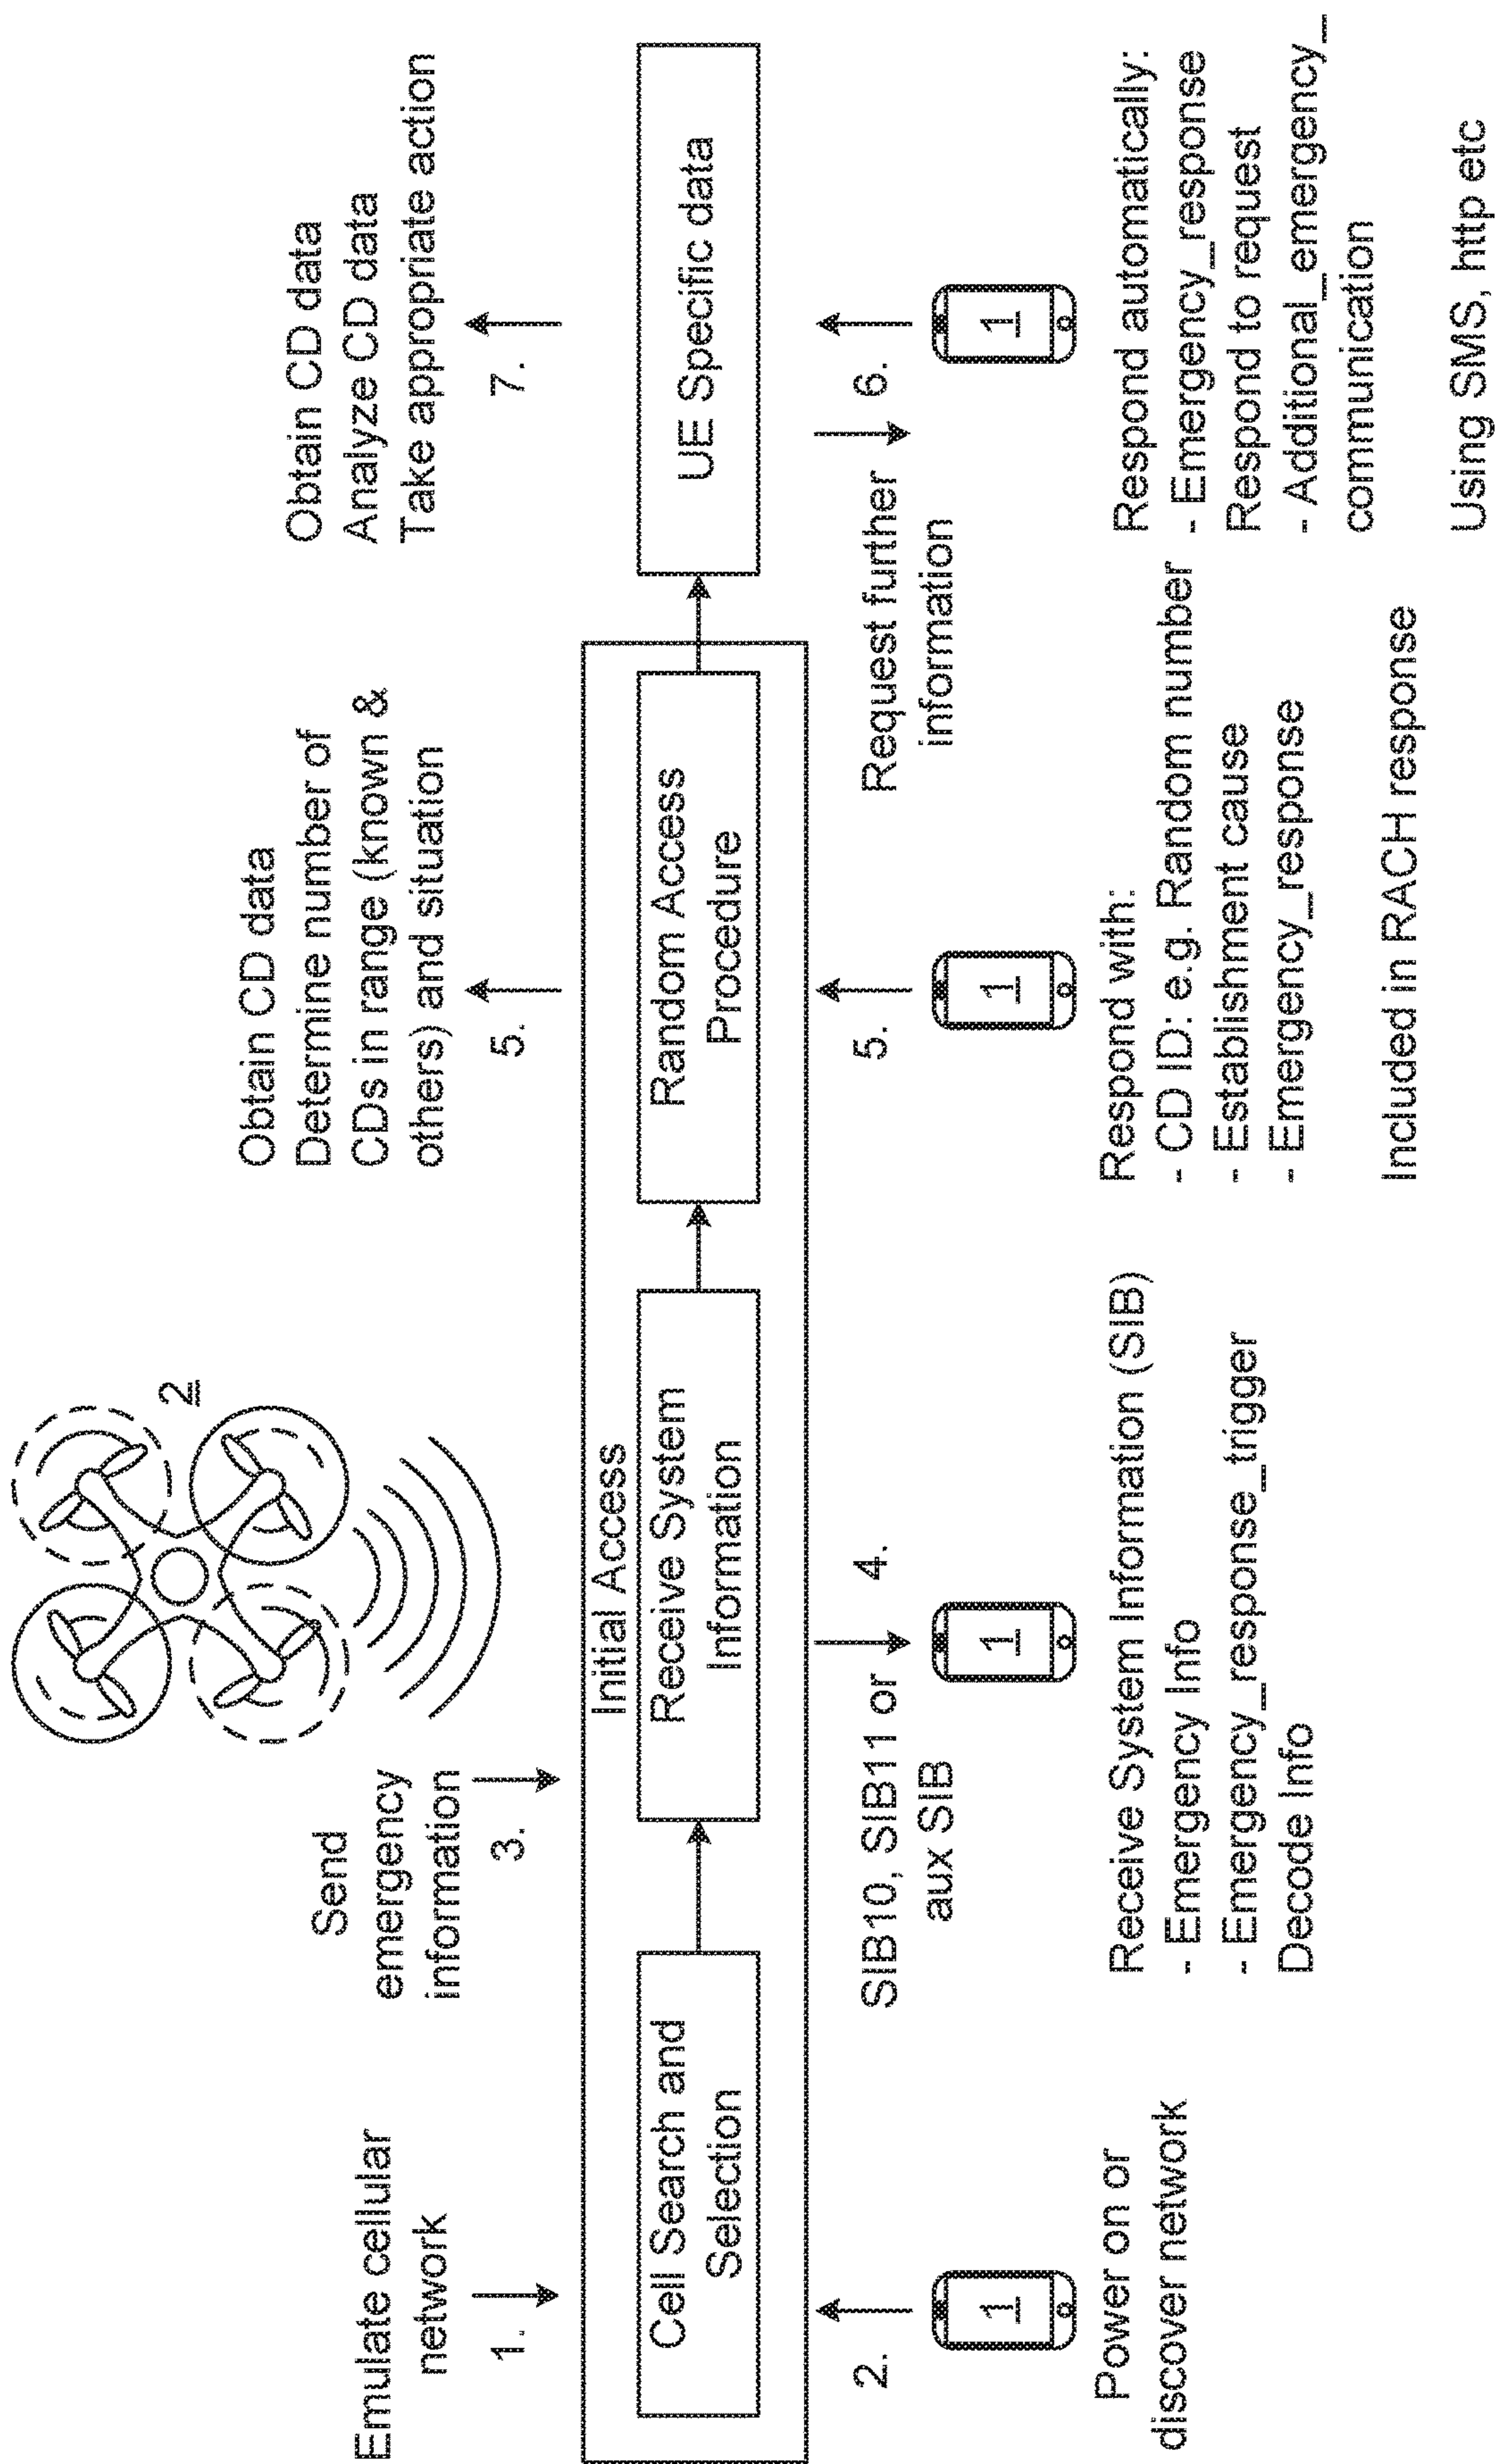 2
Emulate cellular
network
1.
Send
emergency
information
3.
Obtain CD data
Determine number of
CDs in range (known &
others) and situation
5.
Obtain CD data
Analyze CD data
Take appropriate action
7.
Initial Access
Cell Search and
Selection
Receive System
Information
Random Access
Procedure
UE Specific data
2.
1
Power on or
discover network
SIB10, SIB11 or
aux SIB
4.
1
Receive System Information (SIB)
- Emergency Info
- Emergency_response_trigger
Decode Info
5.
1
Respond with:
- CD ID: e.g. Random number
- Establishment cause
- Emergency_response
Included in RACH response
Request further
information
6.
1
Respond automatically:
- Emergency_response
Respond to request
- Additional_emergency_
communication
Using SMS, http etc